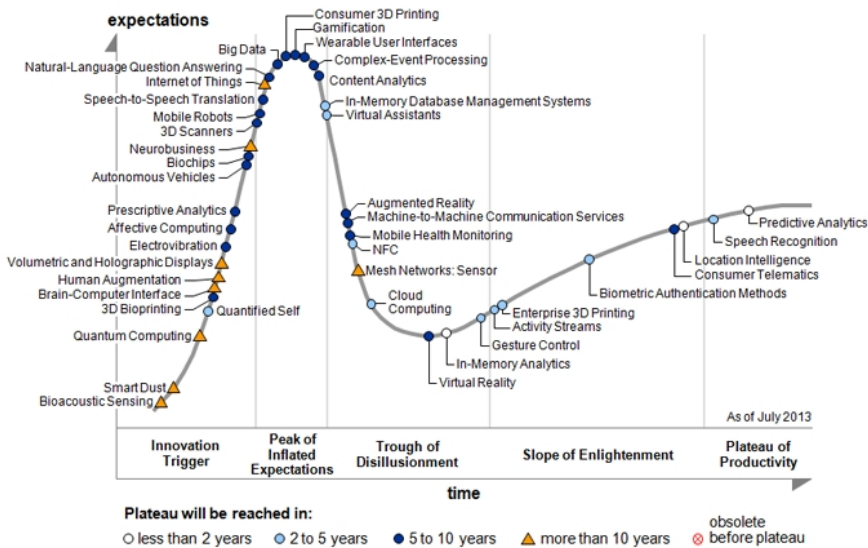 expectations
Consumer 3D Printing
Gamification
Wearable User Interfaces
Big Data
Complex-Event Processing
Natural-Language Question Answering
Internet of Things
Content Analytics
Speech-to-Speech Translation
In-Memory Database Management Systems
Mobile Robots
Virtual Assistants
3D Scanners
Neurobusiness
Biochips
Autonomous Vehicles
Augmented Reality
Prescriptive Analytics
Machine-to-Machine Communication Services
Affective Computing
Mobile Health Monitoring
Electrovibration
NFC
Volumetric and Holographic Displays
Mesh Networks: Sensor
Human Augmentation
Brain-Computer Interface
3D Bioprinting
Quantified Self
Cloud
Computing
Quantum Computing
Smart Dust
Bioacoustic Sensing
Predictive Analytics
Speech Recognition
Location Intelligence
Consumer Telematics
Biometric Authentication Methods
Enterprise 3D Printing
Activity Streams
Gesture Control
In-Memory Analytics
Virtual Reality
As of July 2013
Innovation
Trigger
Peak of
Inflated
Expectations
Trough of
Disillusionment
Slope of Enlightenment
Plateau of
Productivity
time
Plateau will be reached in:
less than 2 years
2 to 5 years
5 to 10 years
more than 10 years
obsolete
before plateau